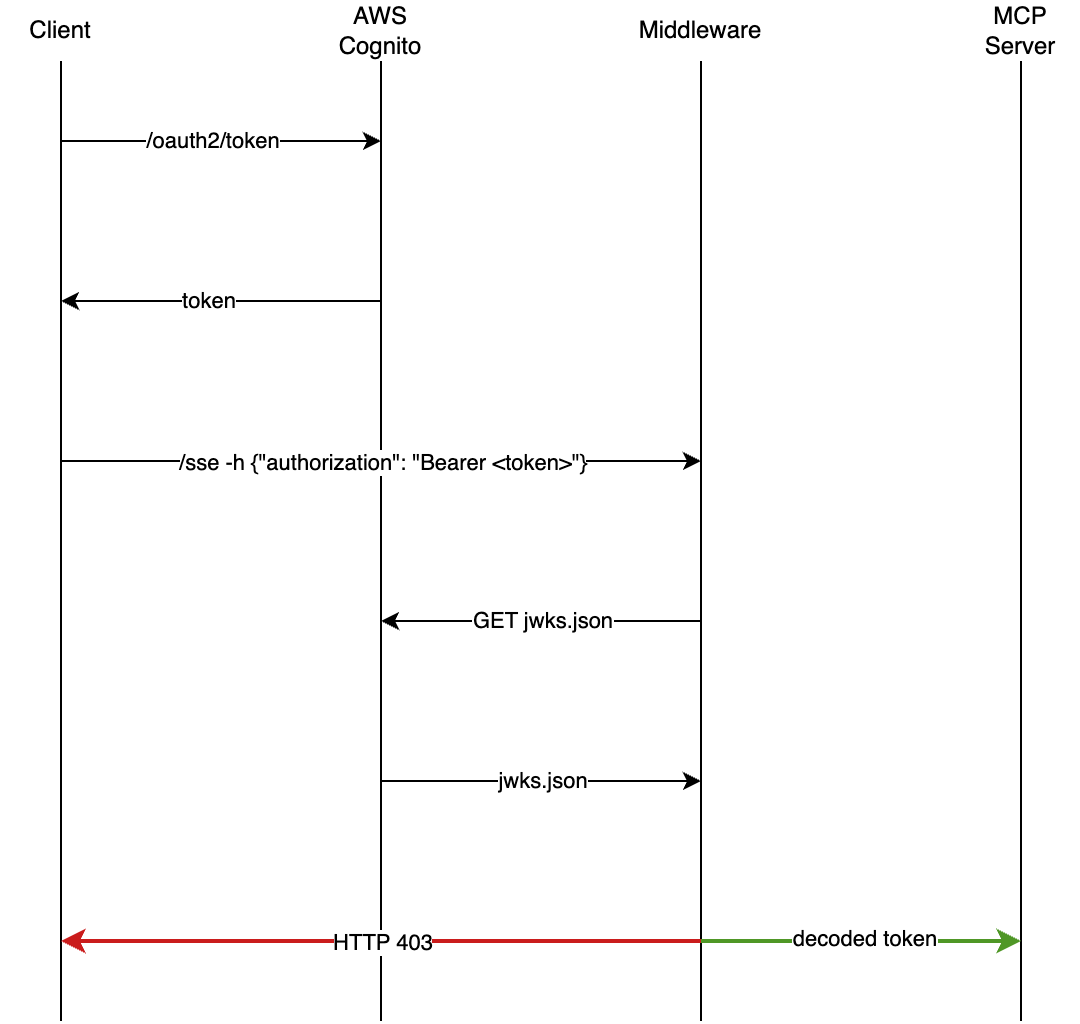 Client
AWS
Cognito
Middleware
MCP
Server
/oauth2/token
token
/sse -h {"authorization": "Bearer <token>"}
GET jwks.json
jwks.json
HTTP 403
decoded token